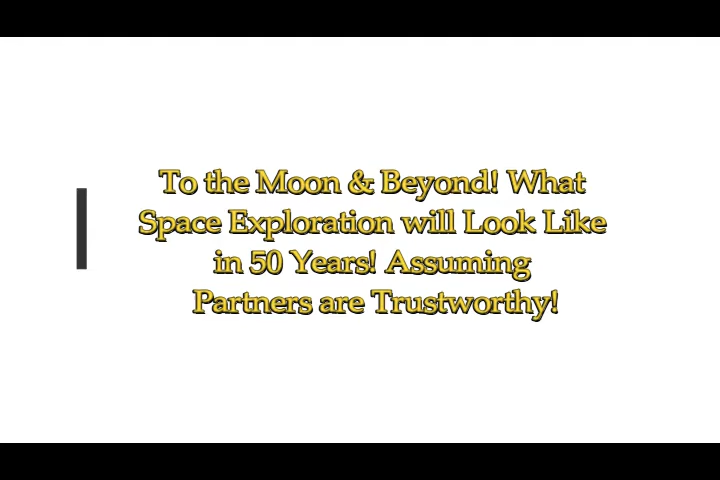 To the Moon & Beyond! What
Space Exploration will Look Like
in 50 Years! Assuming
Partners are Trustworthy!